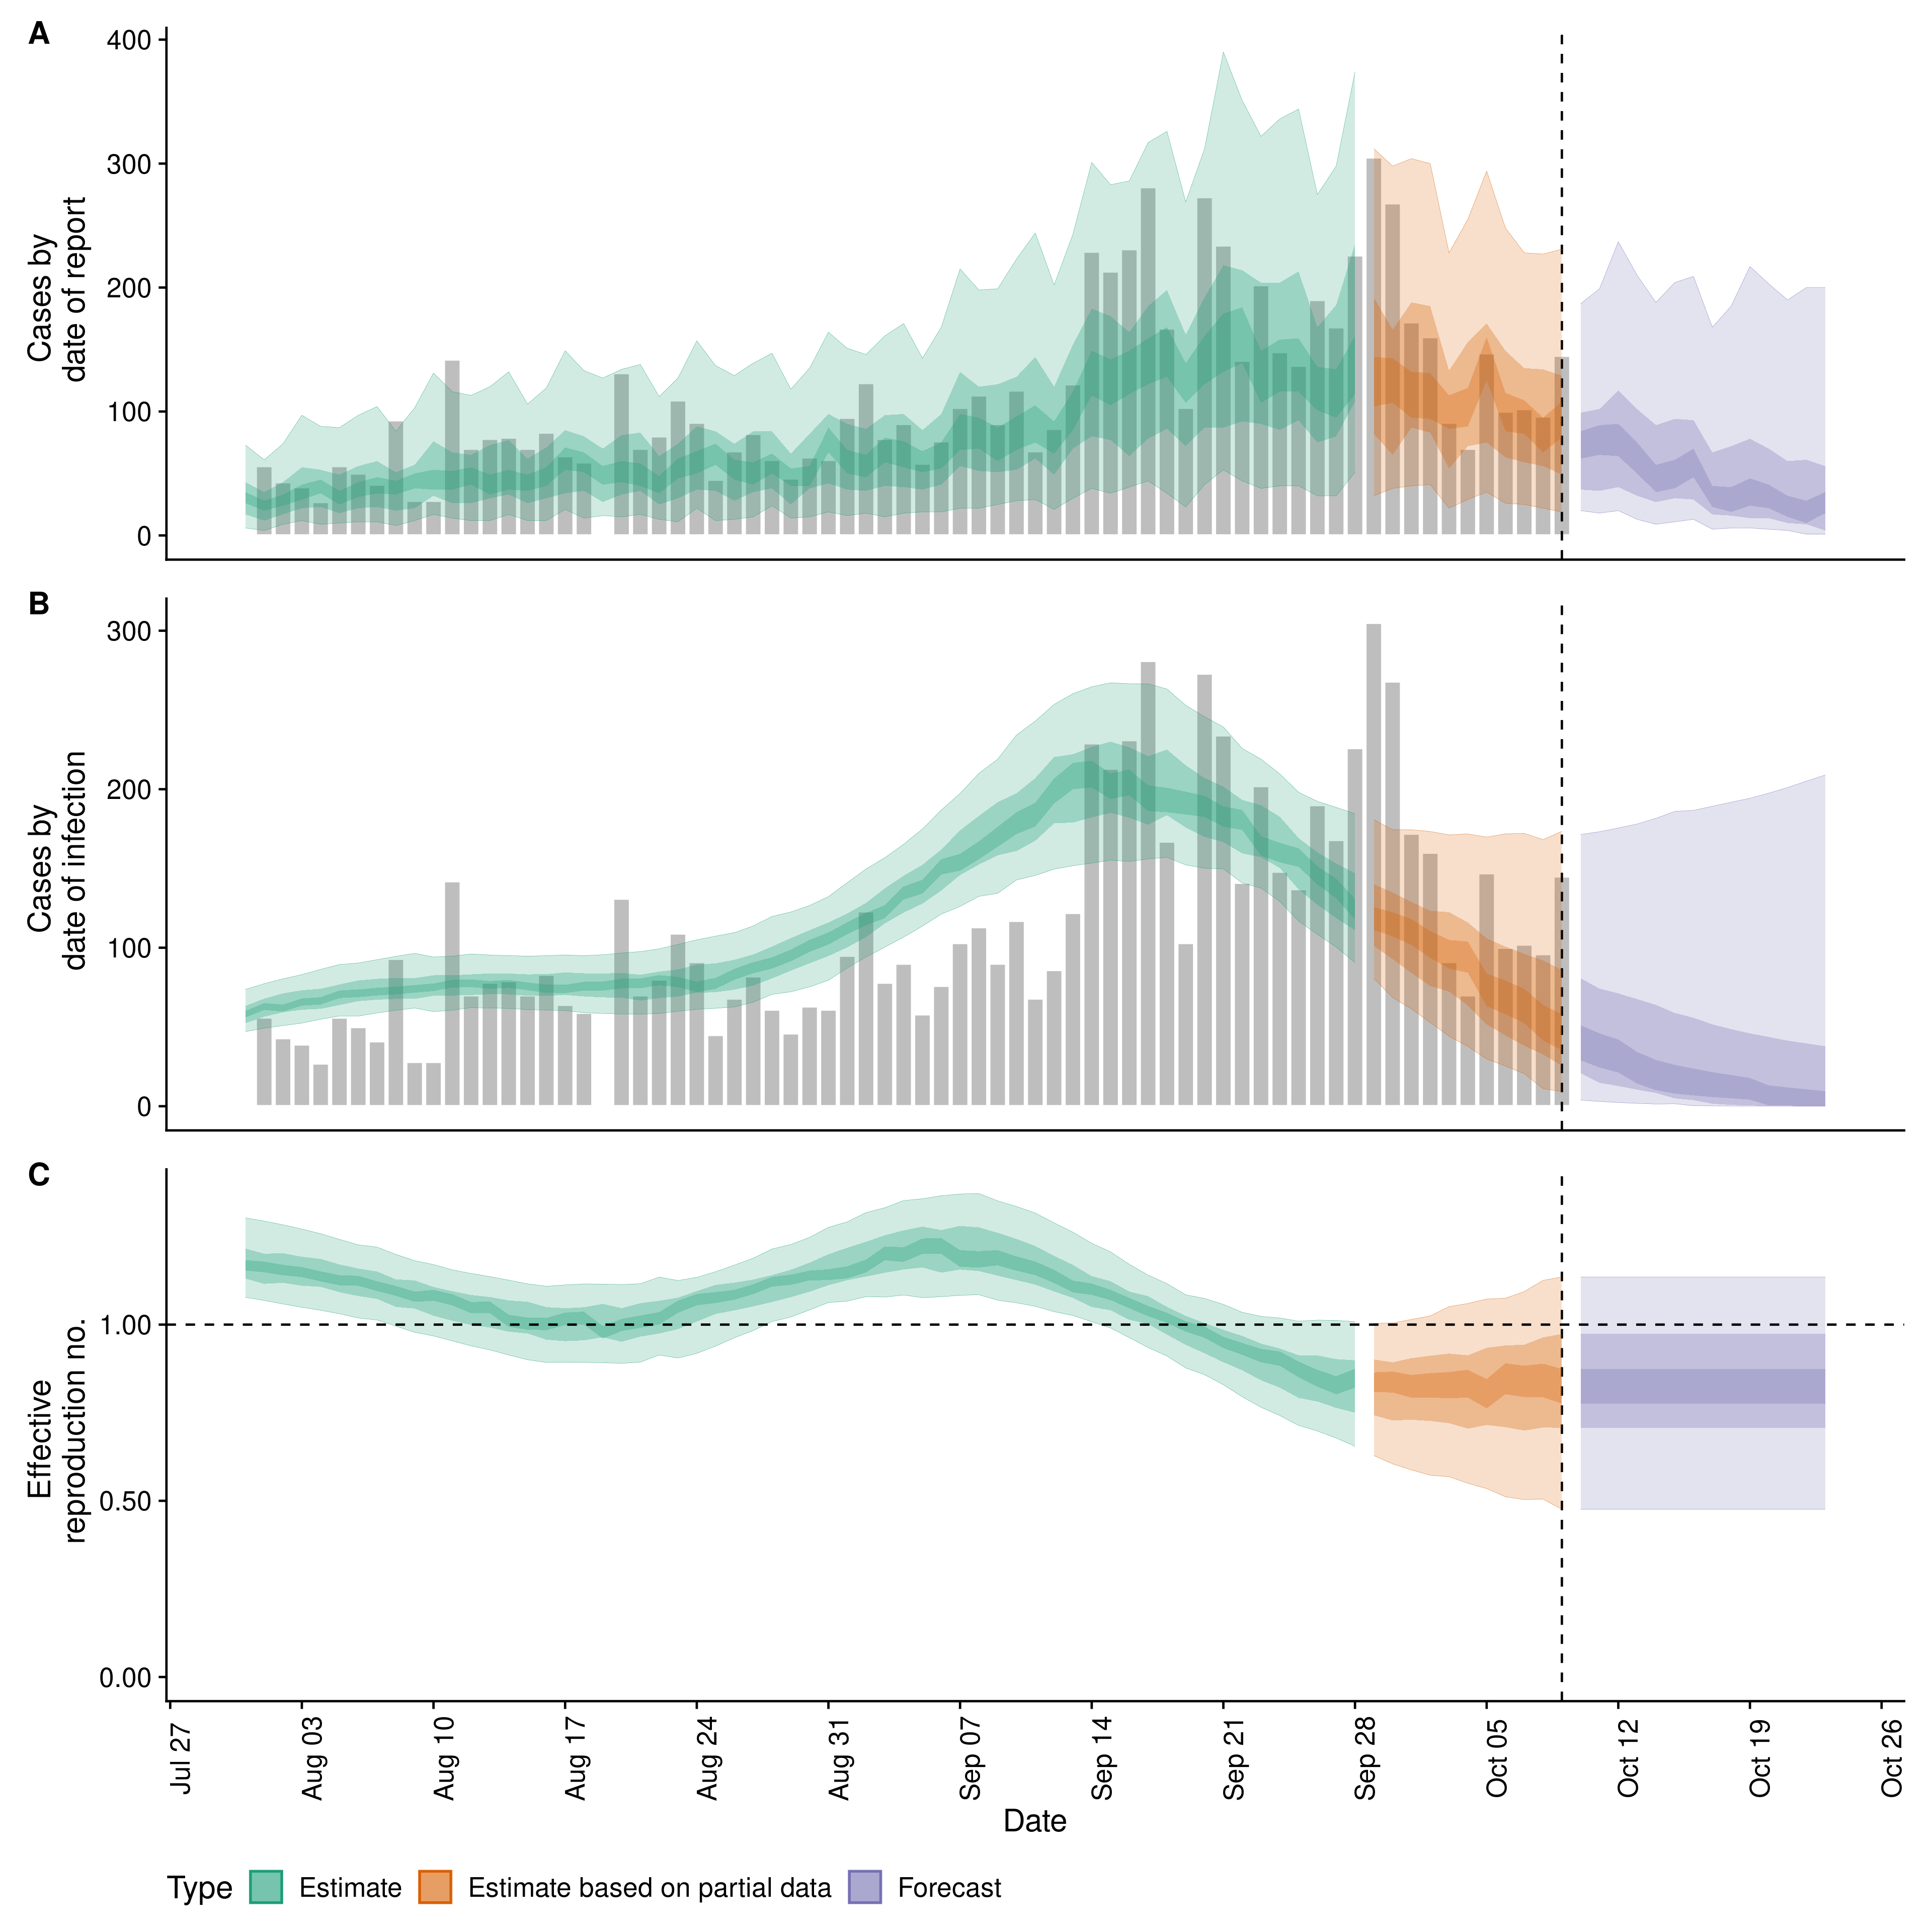 A
400
300
200
100
0
Cases by
date of report
B
300
200
100
0
Cases by
date of infection
C
1.00
0.50
0.00
Effective
reproduction no.
Jul 27
Aug 03
Aug 10
Aug 17
Aug 24
Aug 31
Sep 07
Sep 14
Sep 21
Sep 28
Oct 05
Oct 12
Oct 19
Oct 26
Date
Type Estimate Estimate based on partial data Forecast